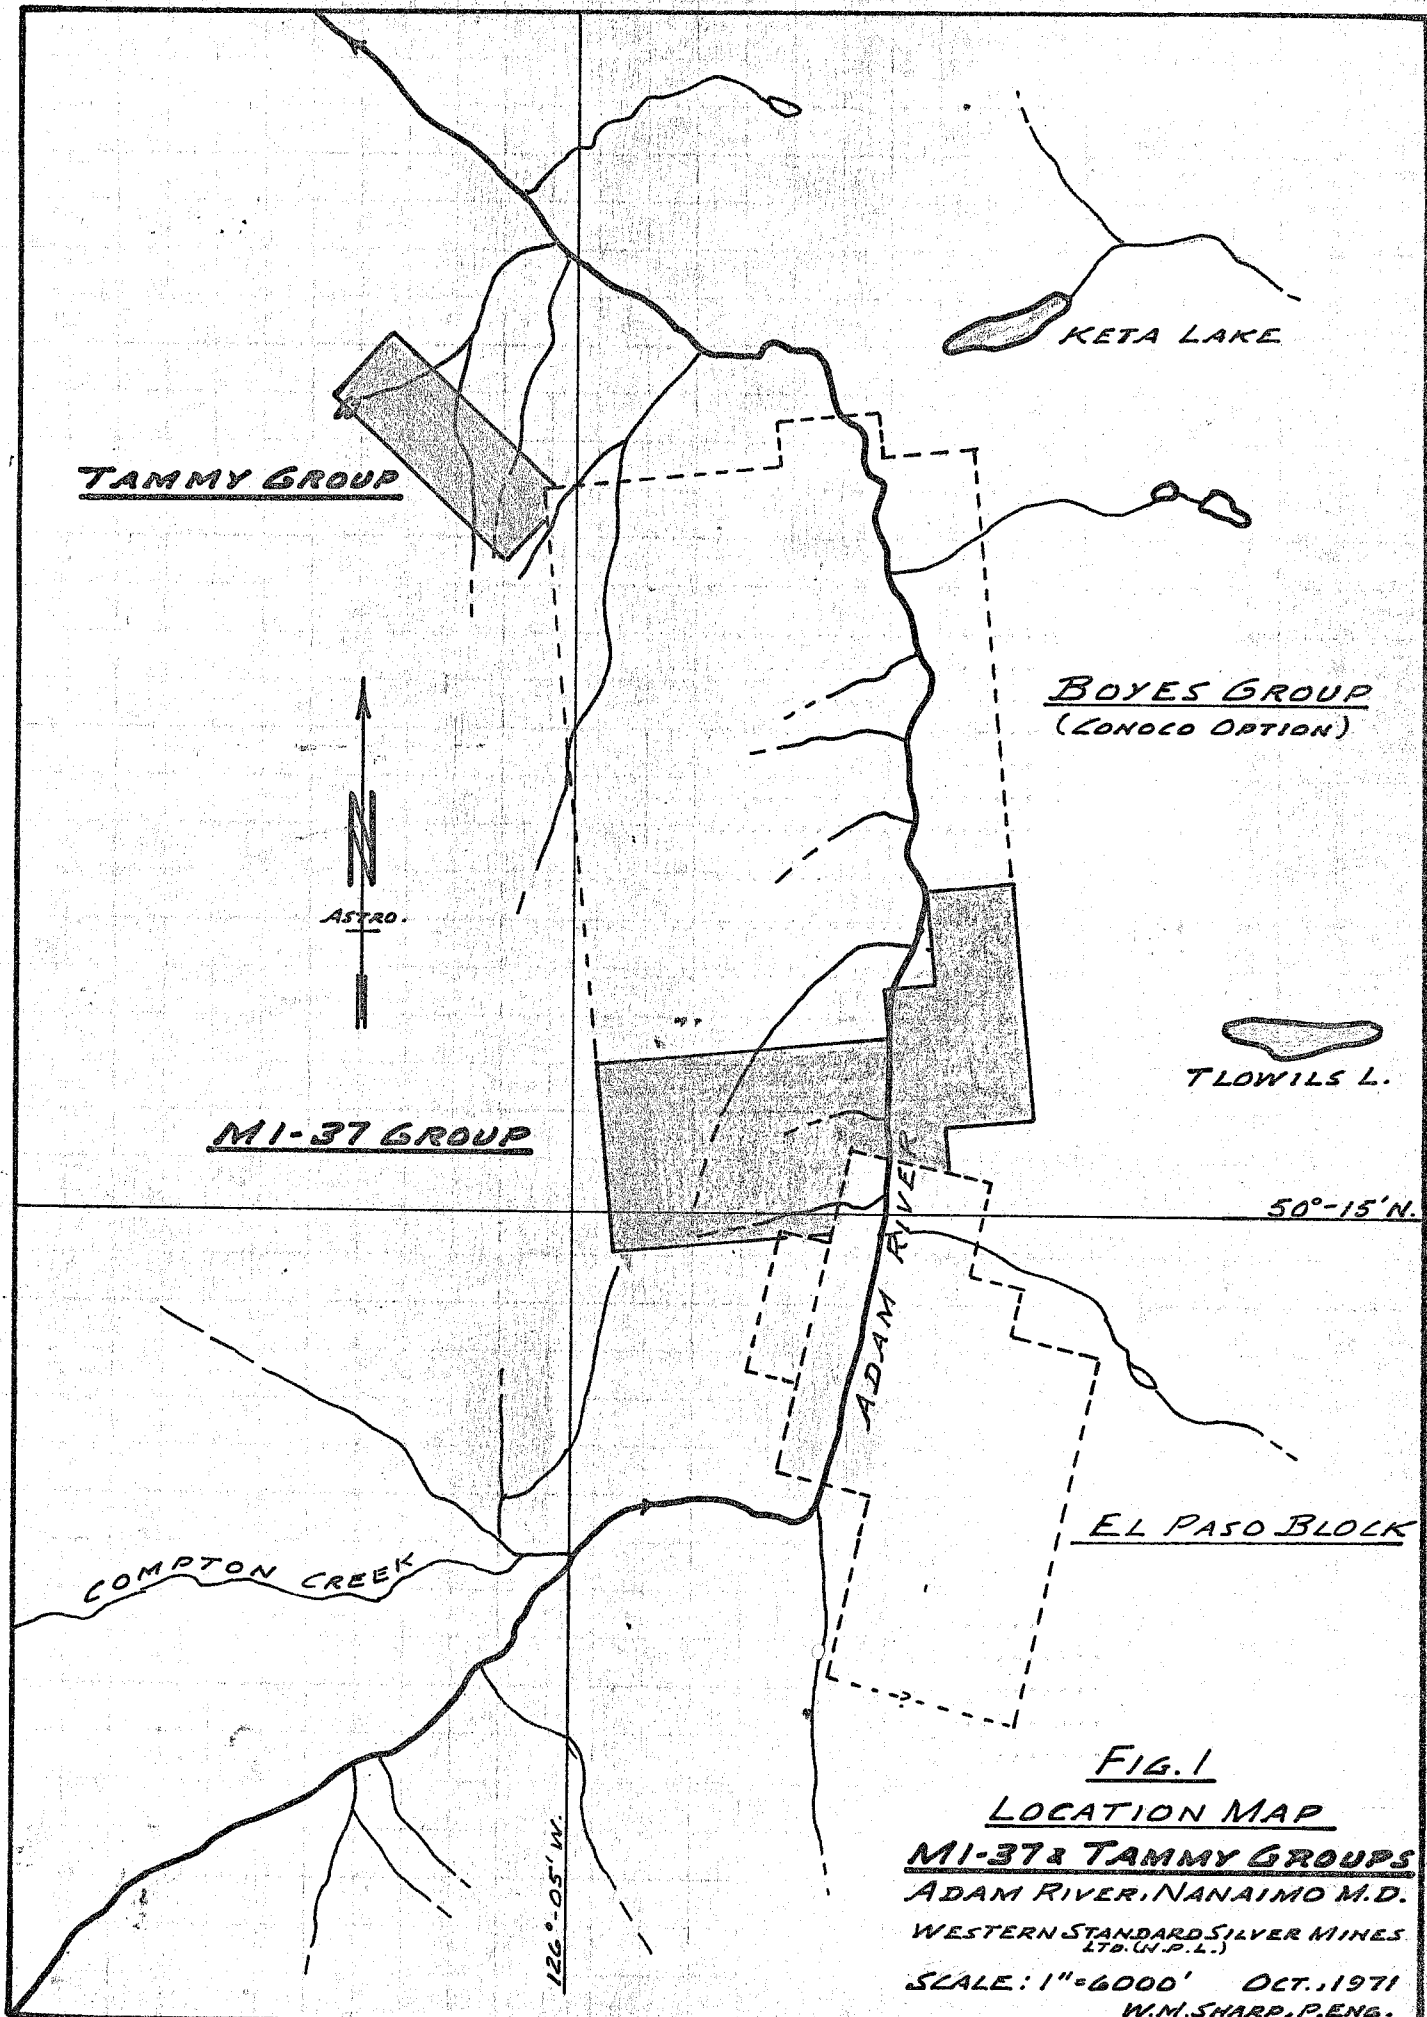 KETA LAKE
TAMMY GROUP
BOYES GROUP
(CONOCO OPTION)
N
ASTRO.
TLOWILS L.
M1-37 GROUP
50°-15'N.
ADAM RIVER
EL PASO BLOCK
COMPTON CREEK
?
126°-05' W.
FIG. 1
LOCATION MAP
M1-37 & TAMMY GROUPS
ADAM RIVER, NANAIMO M.D.
WESTERN STANDARD SILVER MINES
LTD. (N.P.L.)
SCALE: 1"=6000' OCT., 1971
W.M. SHARP, P.ENG.